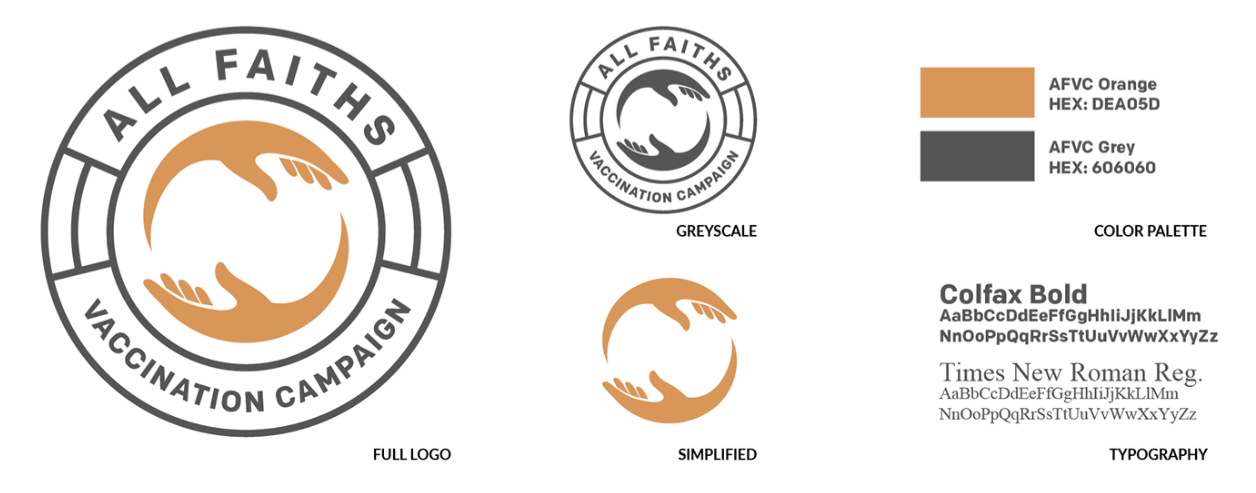 ALL FAITHS
VACCINATION CAMPAIGN
FULL LOGO
ALL FAITHS
VACCINATION CAMPAIGN
GREYSCALE
SIMPLIFIED
AFVC Orange
HEX: DEA05D
AFVC Grey
HEX: 606060
COLOR PALETTE
Colfax Bold
AaBbCcDdEeFfGgHhIiJjKkLlMm
NnOoPpQqRrSsTtUuVvWwXxYyZz
Times New Roman Reg.
AaBbCcDdEeFfGgHhIiJjKkLlMm
NnOoPpQqRrSsTtUuVvWwXxYyZz
TYPOGRAPHY